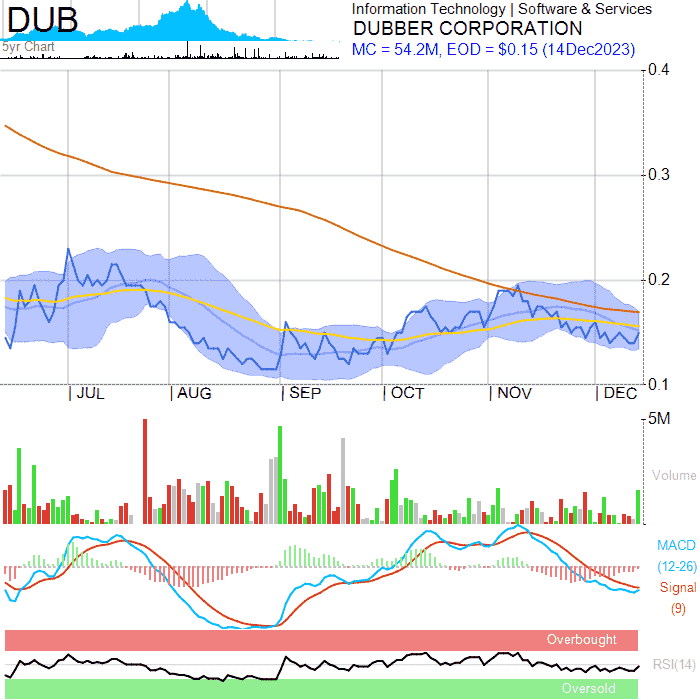 DUB
5yr Chart
Information Technology | Software & Services
DUBBER CORPORATION
MC = 54.2M, EOD = $0.15 (14Dec2023)
0.4
0.3
0.2
0.1
| JUL | AUG | SEP | OCT | NOV | DEC
5M
Volume
MACD
(12-26)
Signal
(9)
Overbought
RSI(14)
Oversold